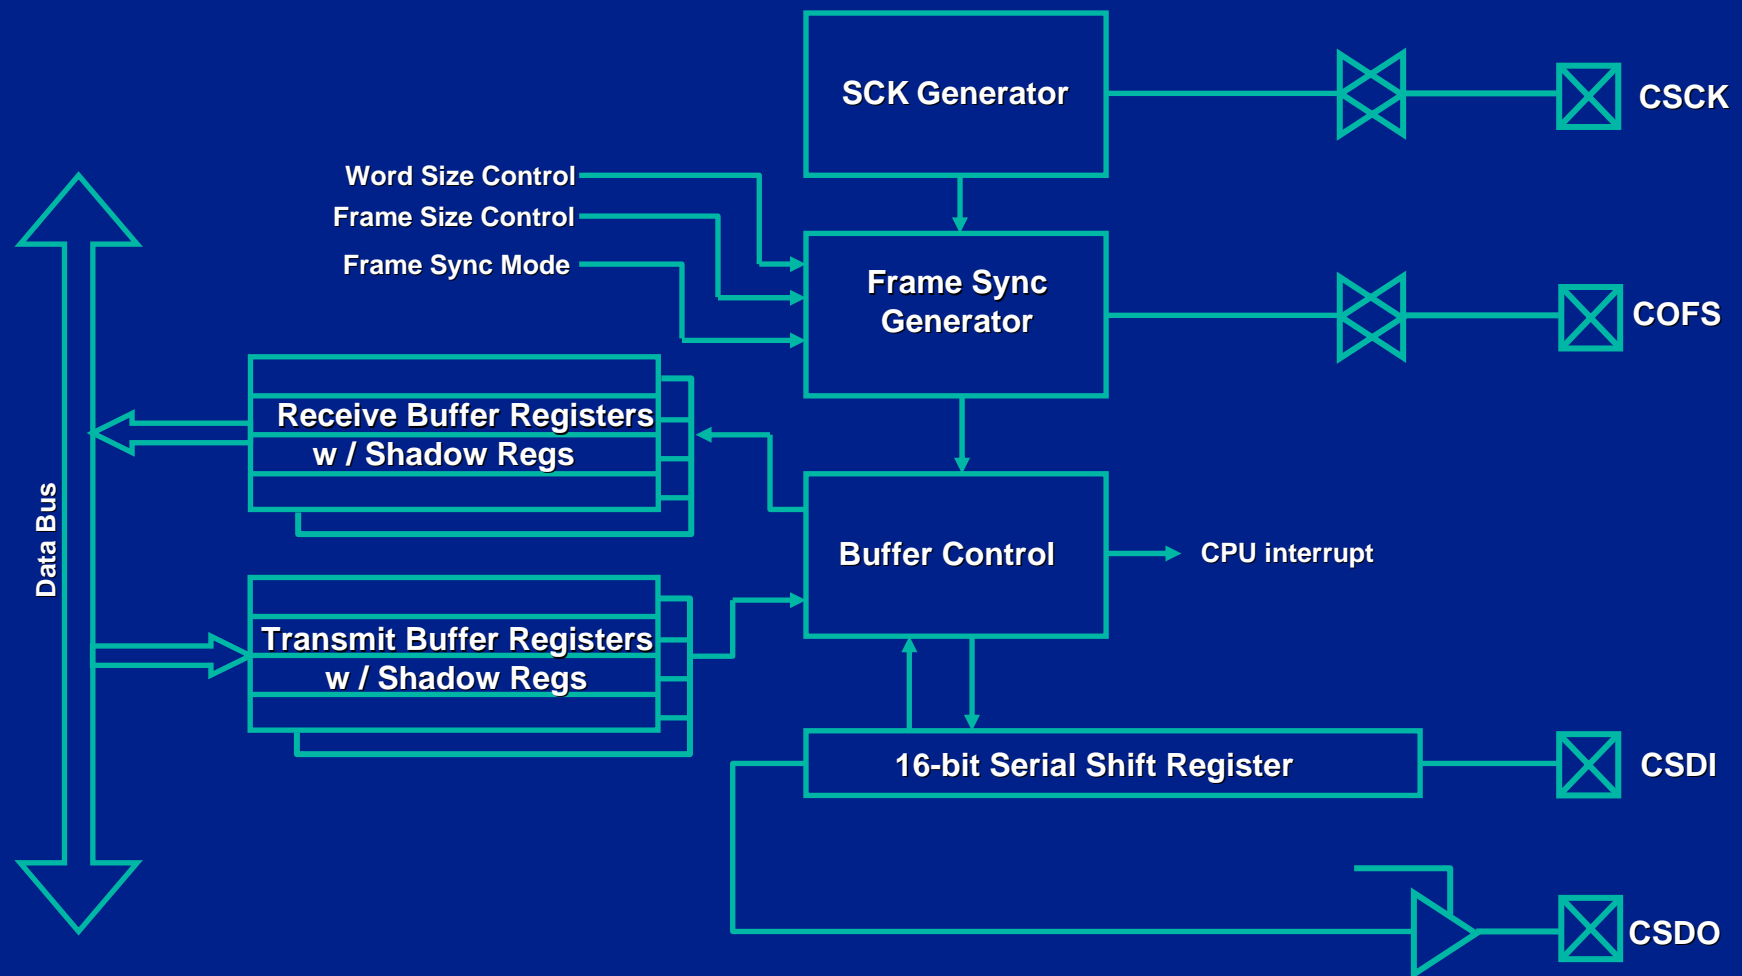 SCK Generator
CSCK
Word Size Control
Frame Size Control
Frame Sync Mode
Frame Sync
Generator
COFS
Receive Buffer Registers
w / Shadow Regs
Data Bus
Buffer Control
CPU interrupt
Transmit Buffer Registers
w / Shadow Regs
16-bit Serial Shift Register
CSDI
CSDO